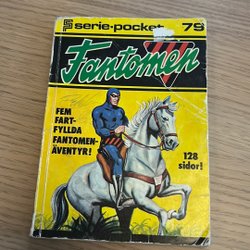 serie-pocket 79
Fantomen
FEM
FART-
FYLLDA
FANTOMEN-
ÄVENTYR!
128
sidor!